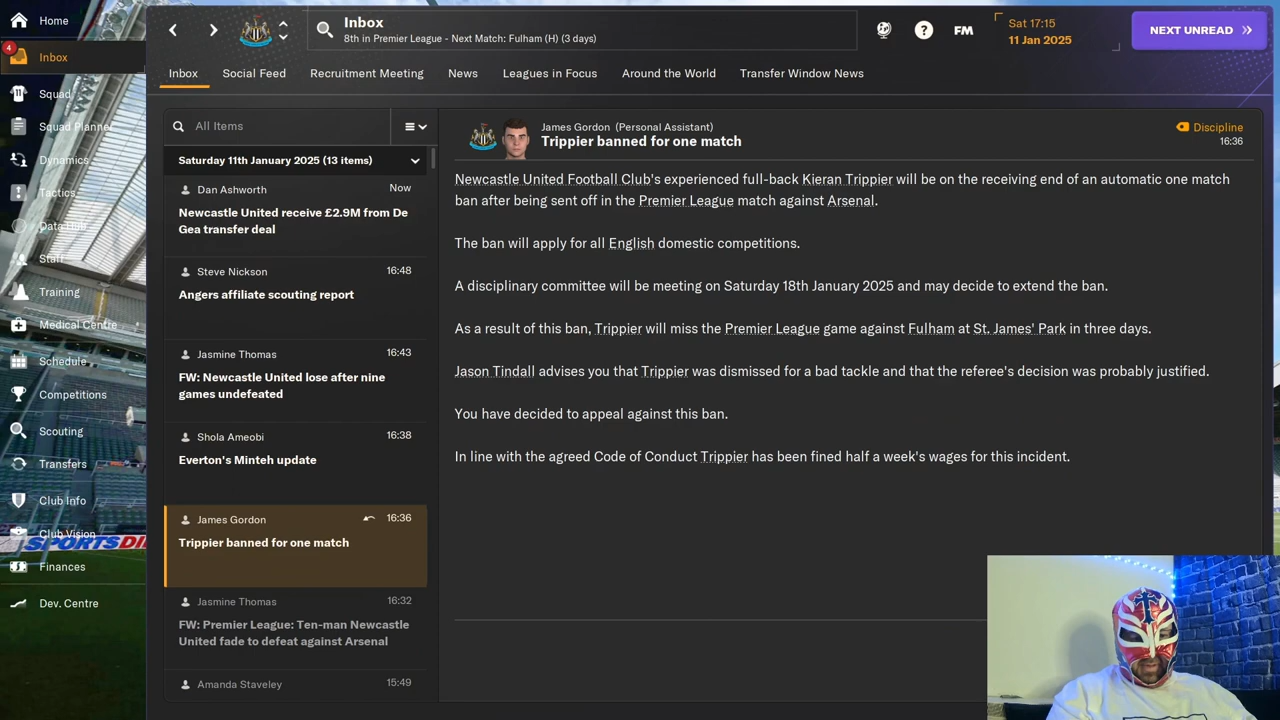 Home
4
Inbox
Squad
Squad Planner
Dynamics
Tactics
Data Hub
Staff
Training
Medical Centre
Schedule
Competitions
Scouting
Transfers
Club Info
Club Vision
Finances
Dev. Centre
Inbox
8th in Premier League - Next Match: Fulham (H) (3 days)
?
FM
Sat 17:15
11 Jan 2025
NEXT UNREAD
Inbox Social Feed Recruitment Meeting News Leagues in Focus Around the World Transfer Window News
All Items
Saturday 11th January 2025 (13 items)
Dan Ashworth Now
Newcastle United receive £2.9M from De
Gea transfer deal
Steve Nickson 16:48
Angers affiliate scouting report
Jasmine Thomas 16:43
FW: Newcastle United lose after nine
games undefeated
Shola Ameobi 16:38
Everton's Minteh update
James Gordon 16:36
Trippier banned for one match
Jasmine Thomas 16:32
FW: Premier League: Ten-man Newcastle
United fade to defeat against Arsenal
Amanda Staveley 15:49
James Gordon (Personal Assistant)
Trippier banned for one match
Discipline
16:36
Newcastle United Football Club's experienced full-back Kieran Trippier will be on the receiving end of an automatic one match
ban after being sent off in the Premier League match against Arsenal.
The ban will apply for all English domestic competitions.
A disciplinary committee will be meeting on Saturday 18th January 2025 and may decide to extend the ban.
As a result of this ban, Trippier will miss the Premier League game against Fulham at St. James' Park in three days.
Jason Tindall advises you that Trippier was dismissed for a bad tackle and that the referee's decision was probably justified.
You have decided to appeal against this ban.
In line with the agreed Code of Conduct Trippier has been fined half a week's wages for this incident.
SPORTS DI